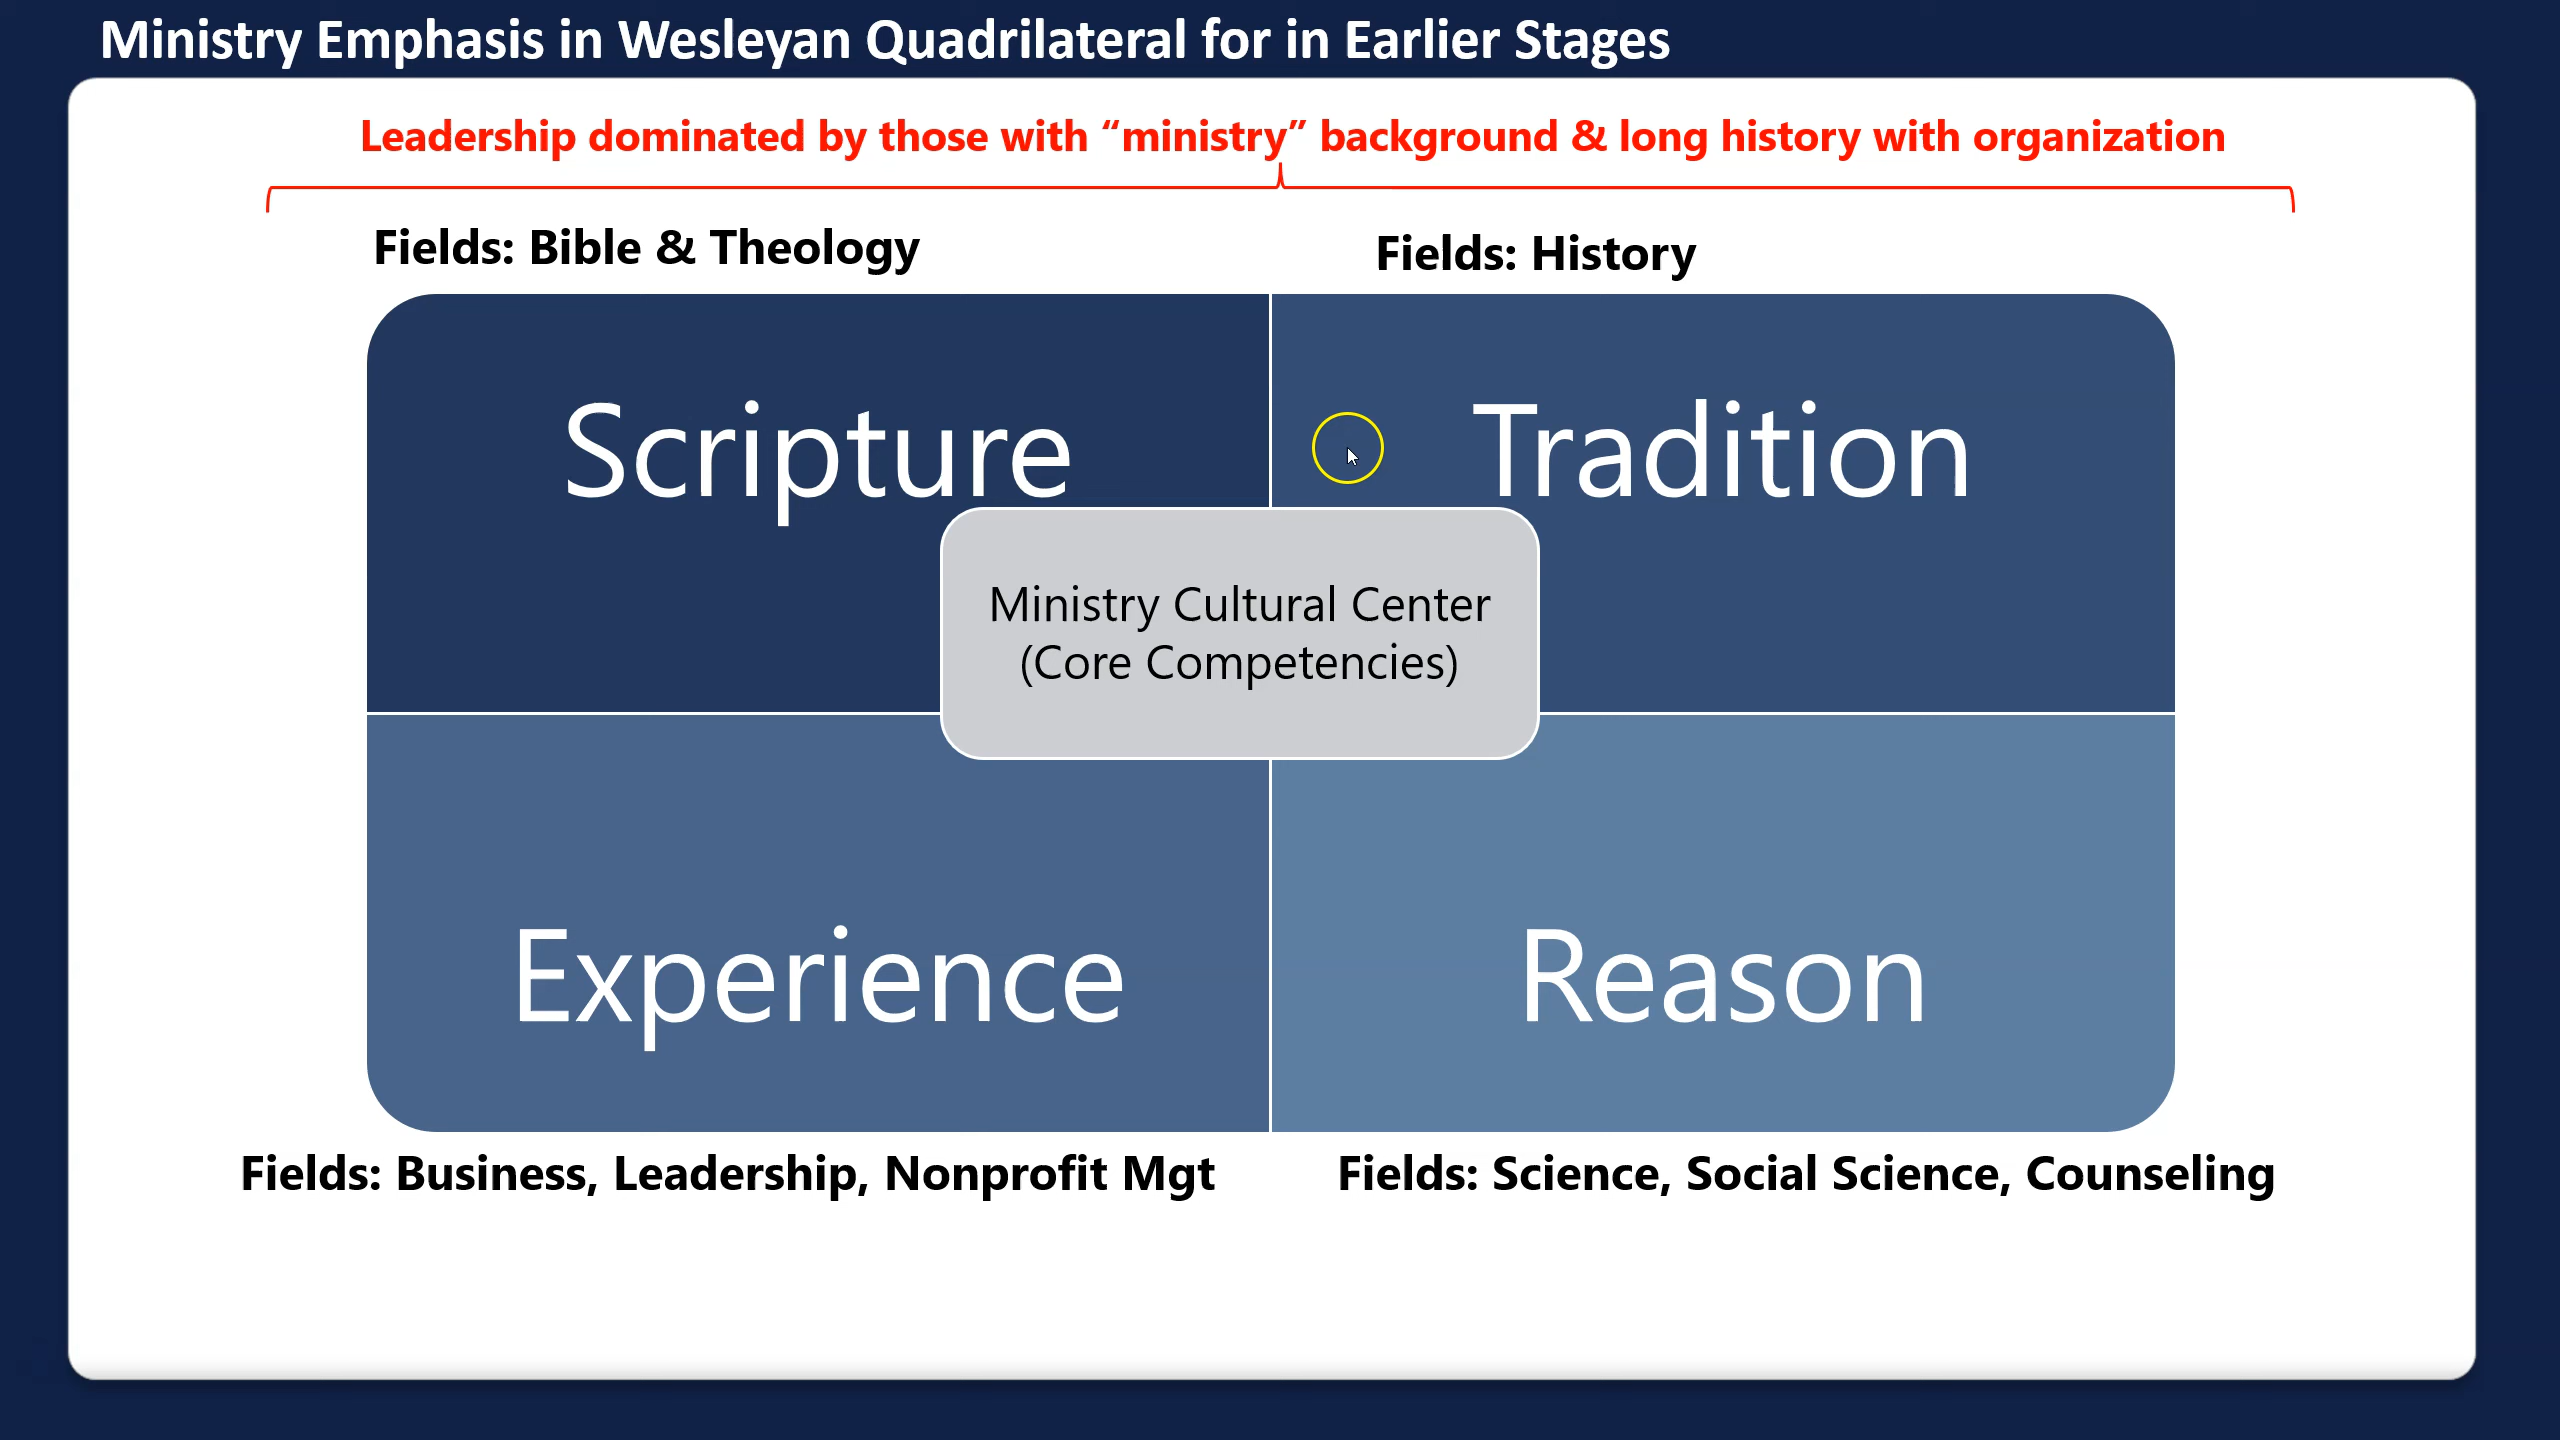 Ministry Emphasis in Wesleyan Quadrilateral for in Earlier Stages
Leadership dominated by those with “ministry” background & long history with organization
Fields: Bible & Theology
Fields: History
Scripture
Tradition
Ministry Cultural Center
(Core Competencies)
Experience
Reason
Fields: Business, Leadership, Nonprofit Mgt
Fields: Science, Social Science, Counseling